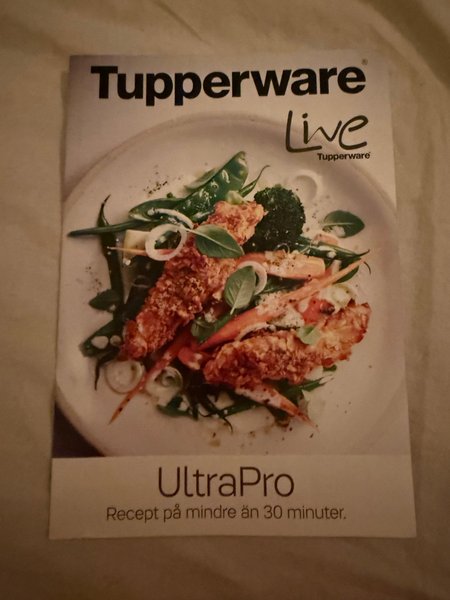 Tupperware®
Live
Tupperware®
UltraPro
Recept på mindre än 30 minuter.